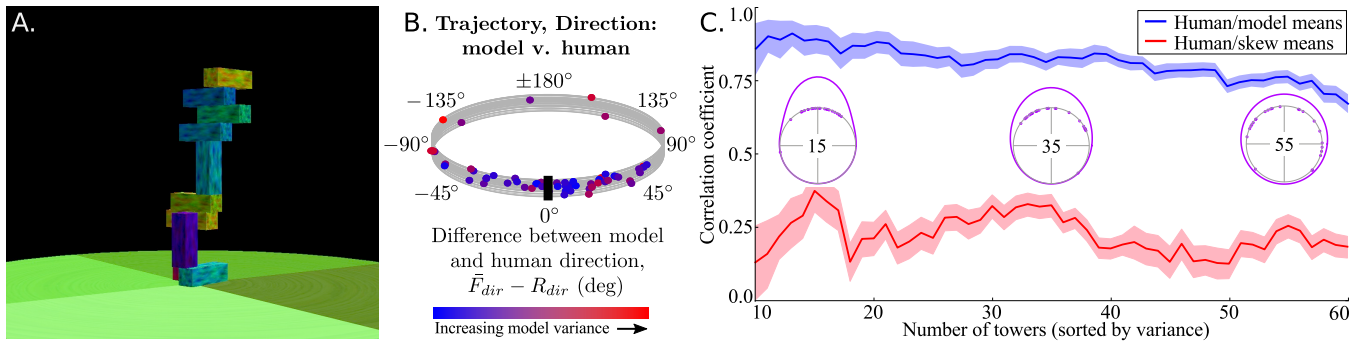 A.
B. Trajectory, Direction:
model v. human
±180°
−135°
135°
−90°
90°
−45°
45°
0°
Difference between model
and human direction,
F̄dir − Rdir (deg)
Increasing model variance
C.
Human/model means
Human/skew means
Correlation coefficient
1.0
0.75
0.5
0.25
0.0
15
35
55
10
20
30
40
50
60
Number of towers (sorted by variance)